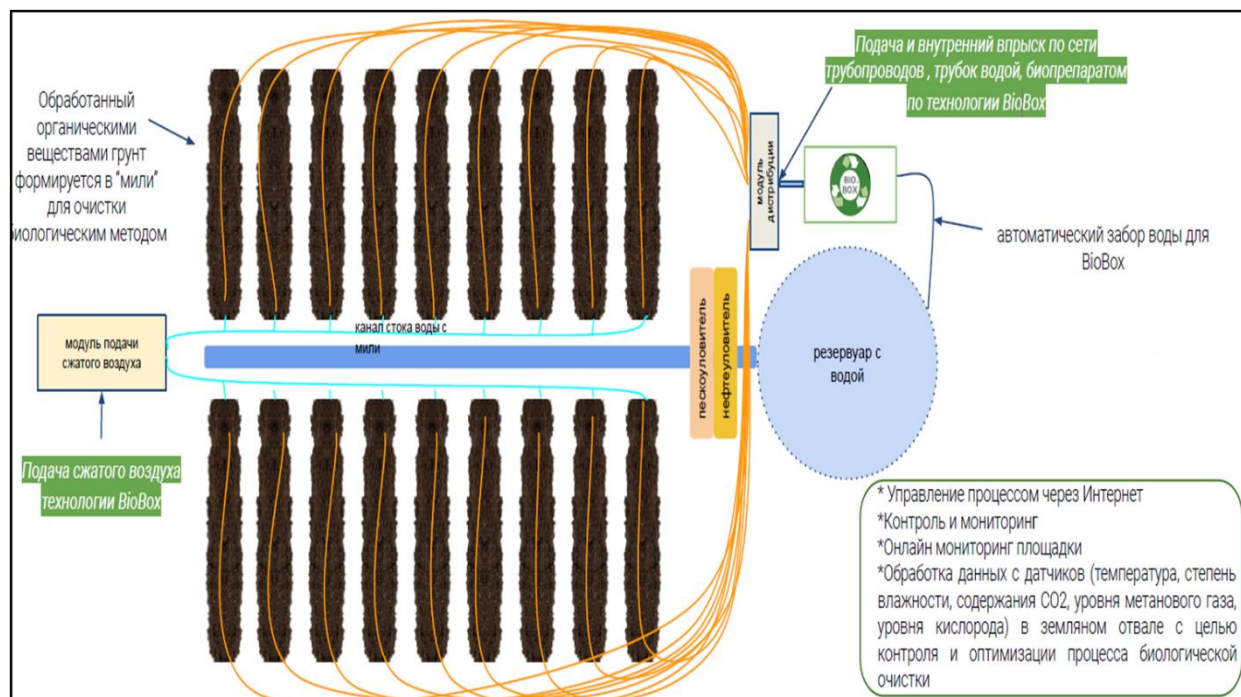 Обработанный
органическими
веществами грунт
формируется в “мили”
для очистки
биологическим методом
Подача и внутренний впрыск по сети
трубопроводов , трубок водой, биопрепаратом
по технологии BioBox
модуль
дистрибуции
BIO
BOX
автоматический забор воды для
BioBox
модуль подачи
сжатого воздуха
канал стока воды с
мили
пескоуловитель
нефтеуловитель
резервуар с
водой
Подача сжатого воздуха
технологии BioBox
* Управление процессом через Интернет
*Контроль и мониторинг
*Онлайн мониторинг площадки
*Обработка данных с датчиков (температура, степень
влажности, содержания СО2, уровня метанового газа,
уровня кислорода) в земляном отвале с целью
контроля и оптимизации процесса биологической
очистки